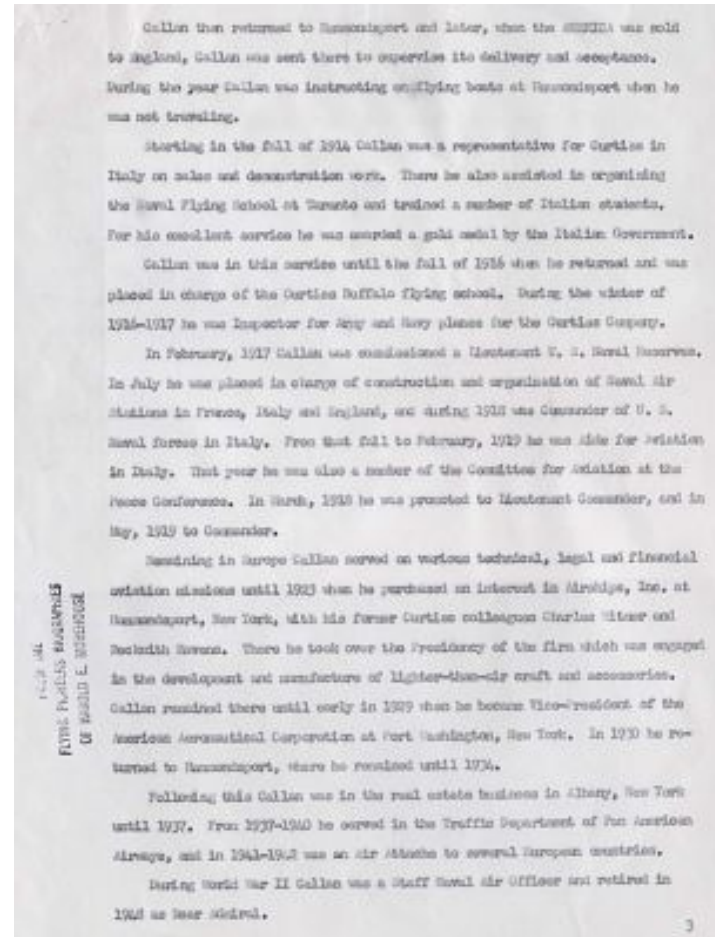 Callan then returned to Hammondsport and later, when the AMERICA was sold
to England, Callan was sent there to supervise its delivery and acceptance.
During the year Callan was instructing on flying boats at Hammondsport when he
was not traveling.
Starting in the fall of 1914 Callan was a representative for Curtiss in
Italy on sales and demonstration work. There he also assisted in organizing
the Naval Flying School at Taranto and trained a number of Italian students.
For his excellent service he was awarded a gold medal by the Italian Government.
Callan was in this service until the fall of 1916 when he returned and was
placed in charge of the Curtiss Buffalo flying school. During the winter of
1916-1917 he was Inspector for Army and Navy planes for the Curtiss Company.
In February, 1917 Callan was commissioned a Lieutenant U. S. Naval Reserves.
In July he was placed in charge of construction and organization of Naval Air
Stations in France, Italy and England, and during 1918 was Commander of U. S.
Naval forces in Italy. From that fall to February, 1919 he was Aide for Aviation
in Italy. That year he was also a member of the Committee for Aviation at the
Peace Conference. In March, 1918 he was promoted to Lieutenant Commander, and in
May, 1919 to Commander.
Remaining in Europe Callan served on various technical, legal and financial
aviation missions until 1923 when he purchased an interest in Airships, Inc. at
Hammondsport, New York, with his former Curtiss colleagues Charles Witmer and
Beckwith Havens. There he took over the Presidency of the firm which was engaged
in the development and manufacture of lighter-than-air craft and accessories.
Callan remained there until early in 1929 when he became Vice-President of the
American Aeronautical Corporation at Port Washington, New York. In 1930 he re-
turned to Hammondsport, where he remained until 1934.
Following this Callan was in the real estate business in Albany, New York
until 1937. From 1937-1940 he served in the Traffic Department of Pan American
Airways, and in 1941-1942 was an Air Attache to several European countries.
During World War II Callan was a Staff Naval Air Officer and retired in
1948 as Rear Admiral.
3
FROM THE
FLYING PIONEERS BIOGRAPHIES
OF HAROLD E. MOREHOUSE